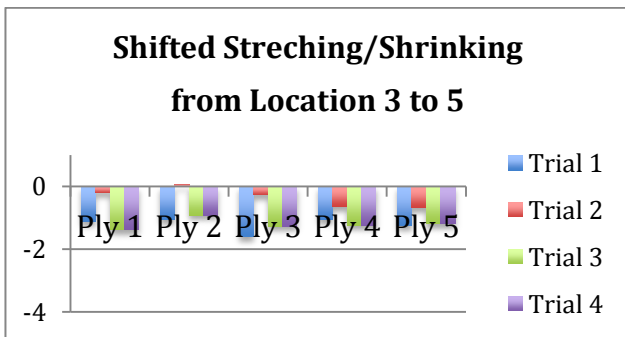 Shifted Streching/Shrinking
from Location 3 to 5
0
-2
-4
Ply 1 Ply 2 Ply 3 Ply 4 Ply 5
Trial 1
Trial 2
Trial 3
Trial 4